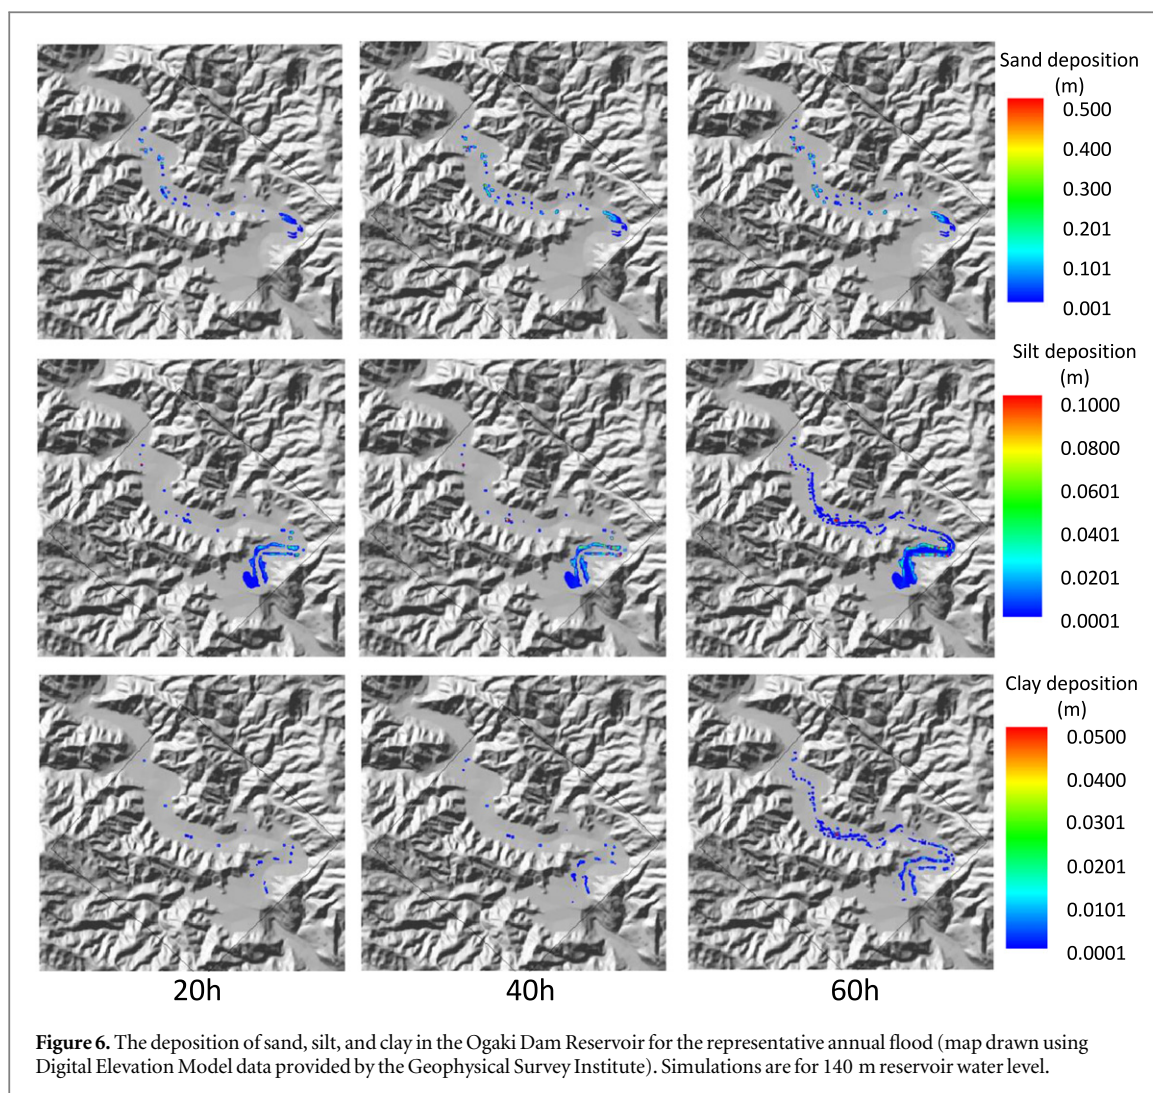 Sand deposition
(m)
0.500
0.400
0.300
0.201
0.101
0.001
Silt deposition
(m)
0.1000
0.0800
0.0601
0.0401
0.0201
0.0001
Clay deposition
(m)
0.0500
0.0400
0.0301
0.0201
0.0101
0.0001
20h
40h
60h
Figure 6. The deposition of sand, silt, and clay in the Ogaki Dam Reservoir for the representative annual flood (map drawn using
Digital Elevation Model data provided by the Geophysical Survey Institute). Simulations are for 140 m reservoir water level.